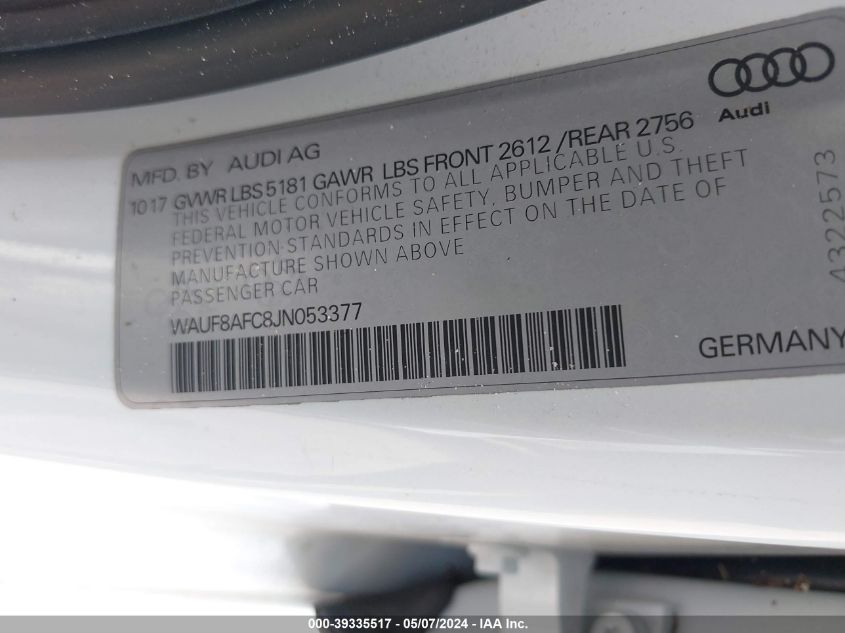 Audi
MFD. BY AUDI AG
10 17 GVWR LBS 5181 GAWR LBS FRONT 2612 / REAR 2756
THIS VEHICLE CONFORMS TO ALL APPLICABLE U.S.
FEDERAL MOTOR VEHICLE SAFETY, BUMPER AND THEFT
PREVENTION STANDARDS IN EFFECT ON THE DATE OF
MANUFACTURE SHOWN ABOVE
PASSENGER CAR
WAUF8AFC8JN053377
GERMANY
4322573
000-39335517 - 05/07/2024 - IAAI, Inc.